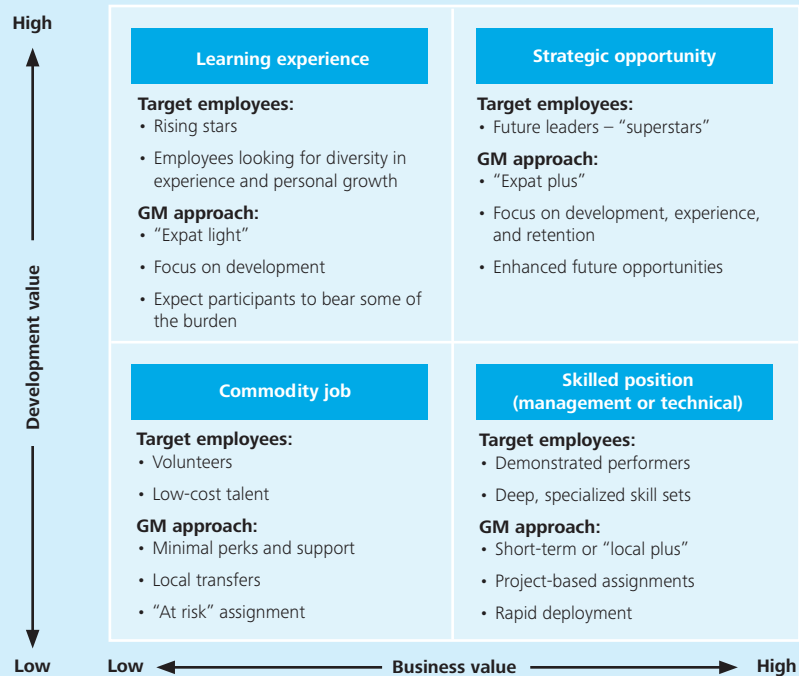 High
Development value
Low
Learning experience
Target employees:
• Rising stars
• Employees looking for diversity in
experience and personal growth
GM approach:
• “Expat light”
• Focus on development
• Expect participants to bear some of
the burden
Strategic opportunity
Target employees:
• Future leaders – “superstars”
GM approach:
• “Expat plus”
• Focus on development, experience,
and retention
• Enhanced future opportunities
Commodity job
Target employees:
• Volunteers
• Low-cost talent
GM approach:
• Minimal perks and support
• Local transfers
• “At risk” assignment
Skilled position
(management or technical)
Target employees:
• Demonstrated performers
• Deep, specialized skill sets
GM approach:
• Short-term or “local plus”
• Project-based assignments
• Rapid deployment
Low
Business value
High